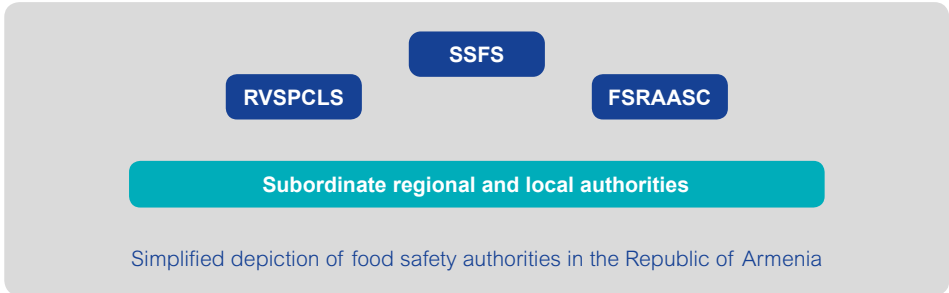 SSFS
RVSPCLS
FSRAASC
Subordinate regional and local authorities
Simplified depiction of food safety authorities in the Republic of Armenia